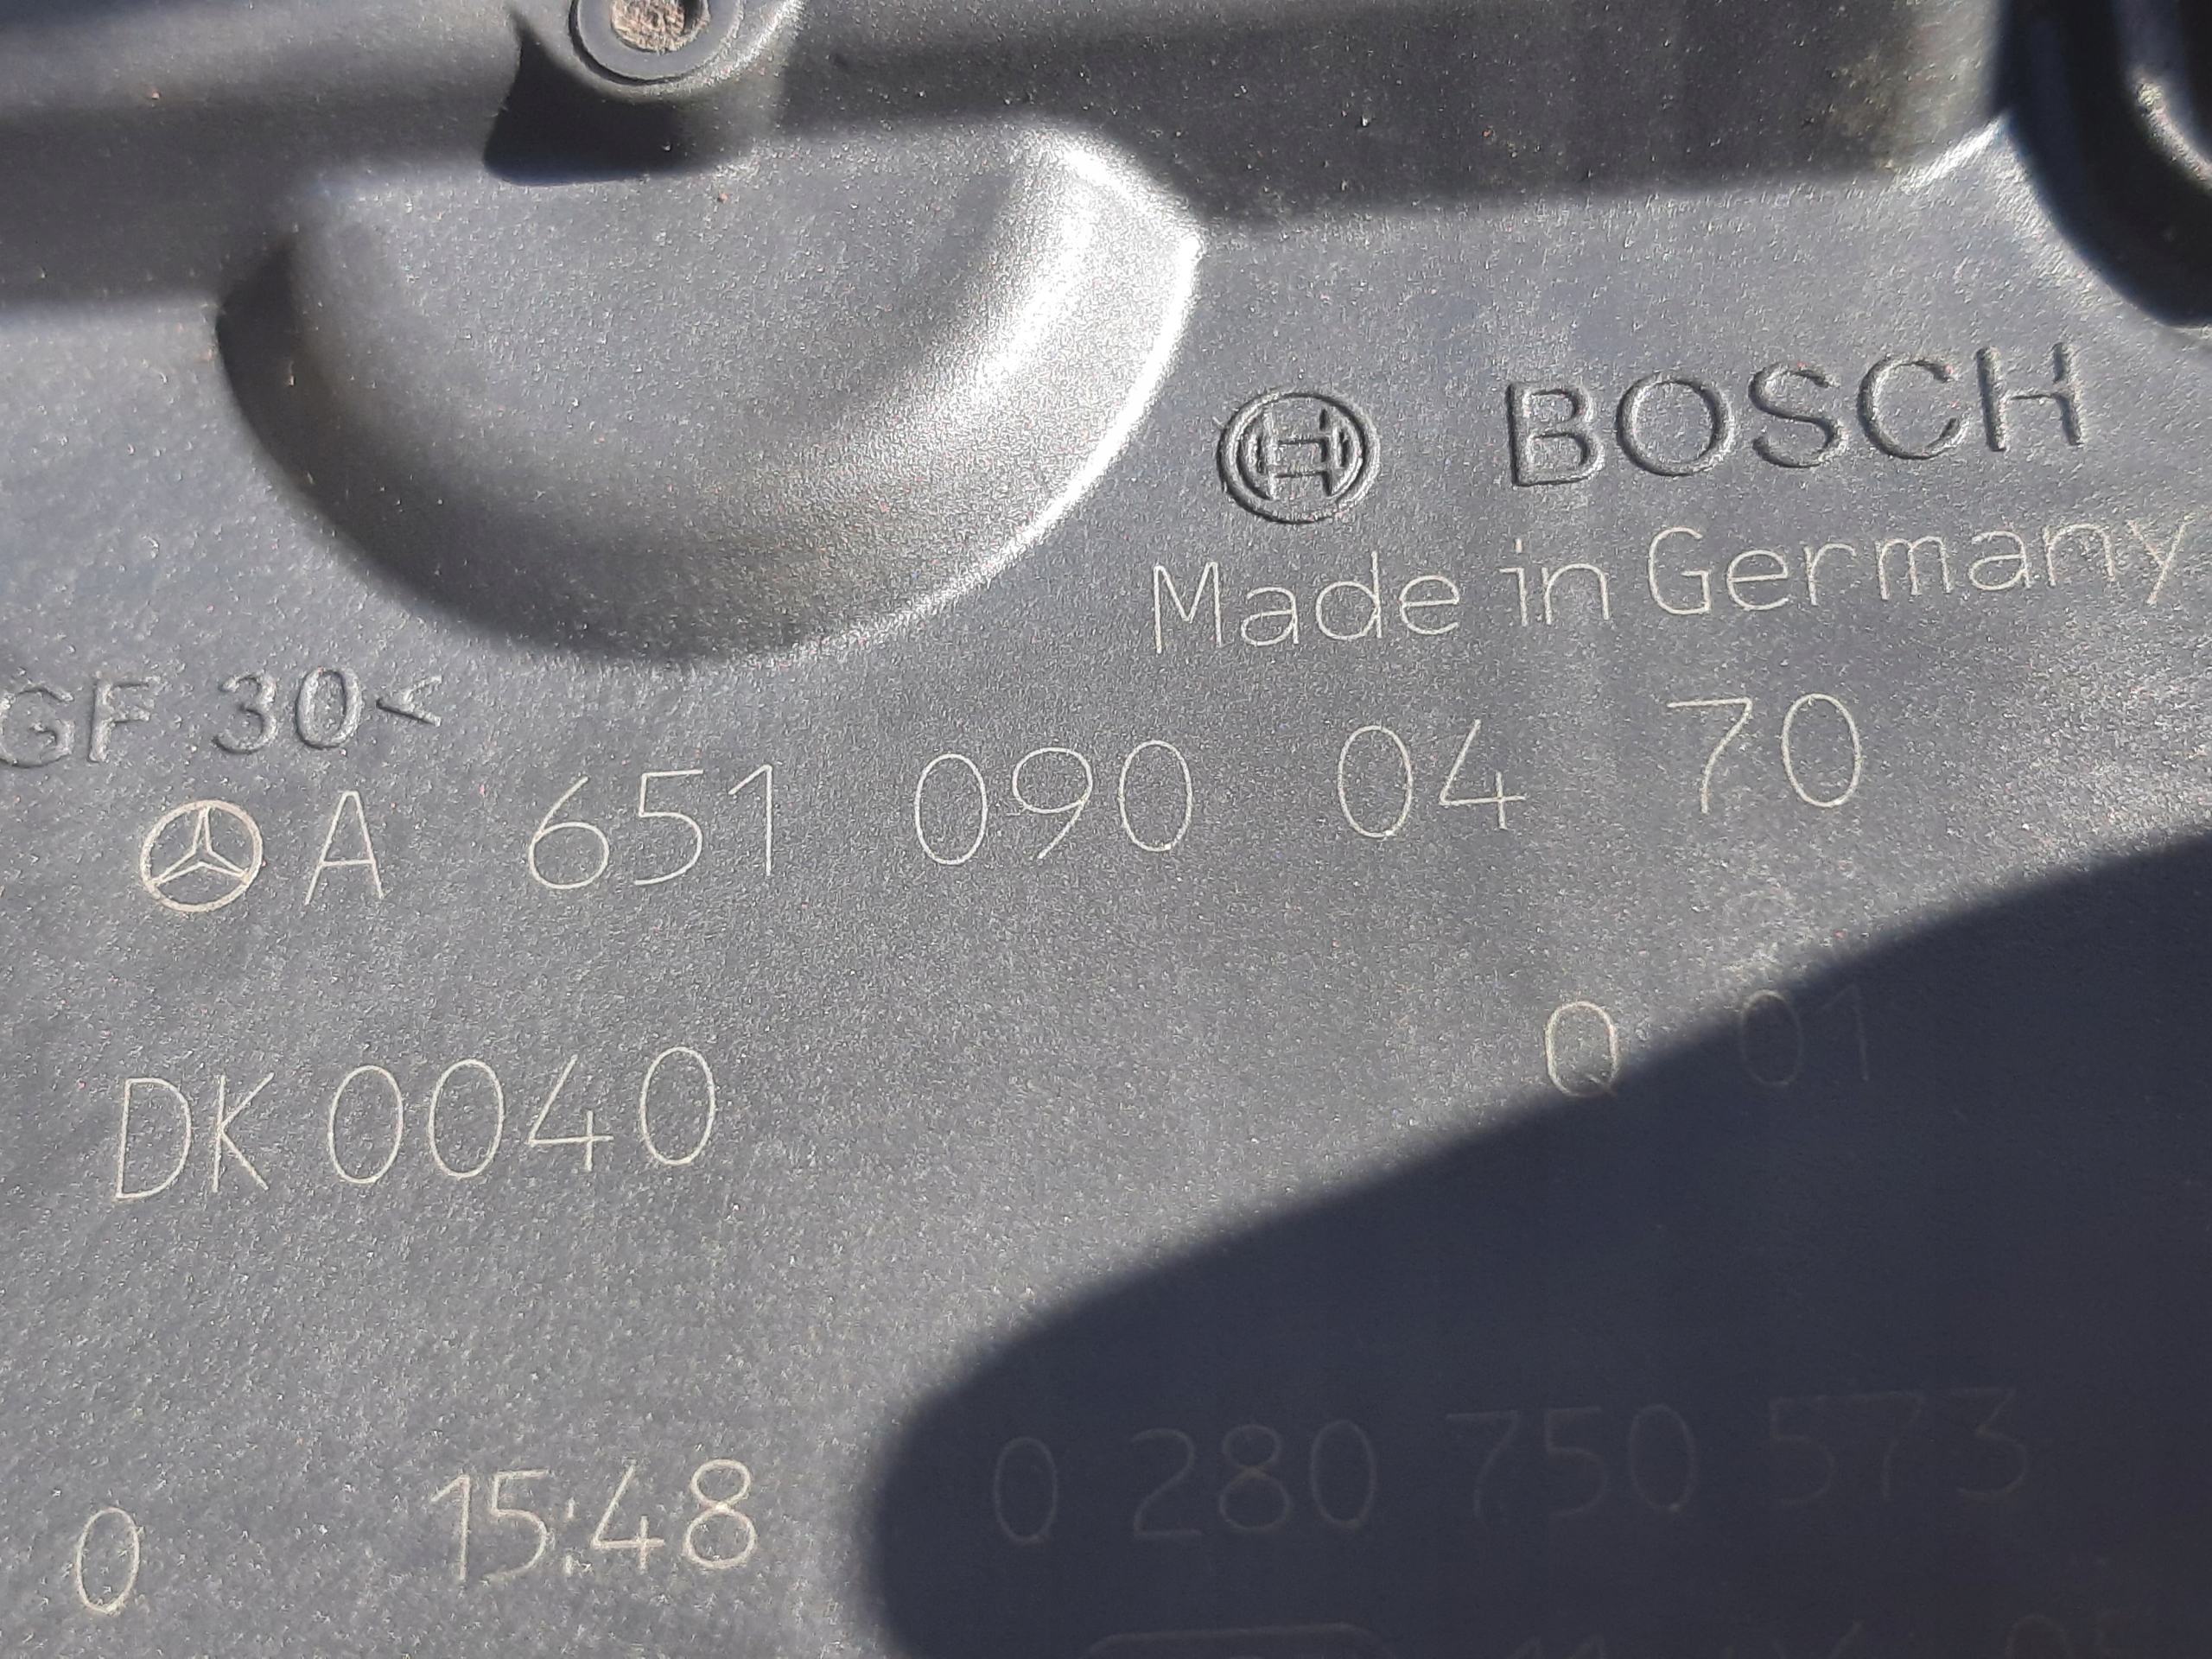 BOSCH
Made in Germany
GF 30<
A 651 090 04 70
DK 0040 Q 01
0 15:48 0 280 750 573